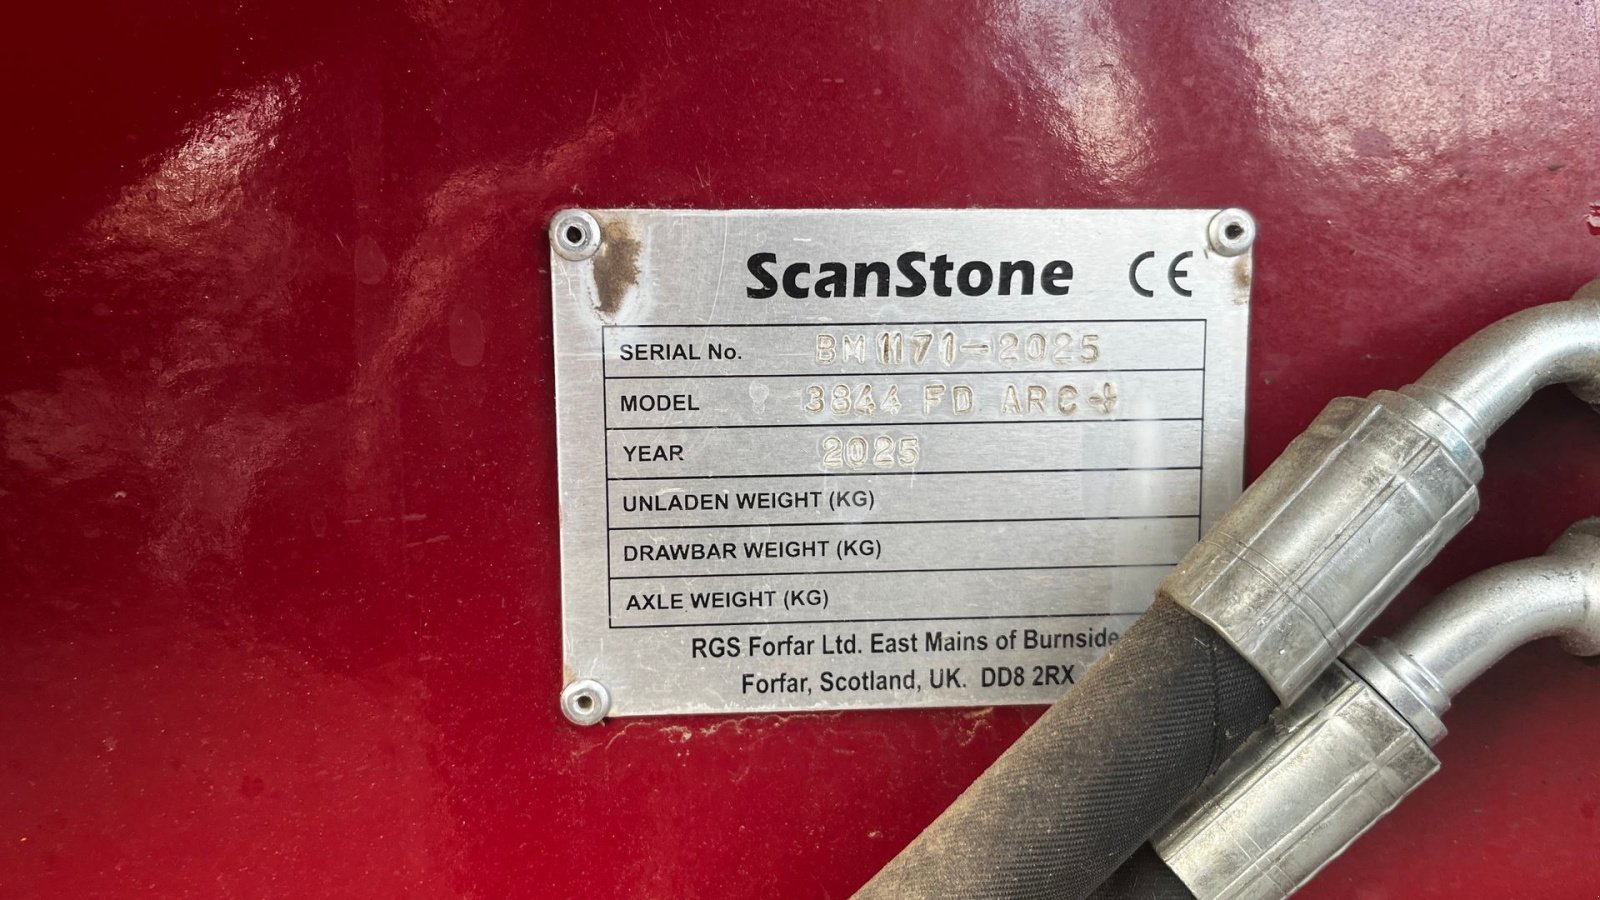 ScanStone CE
SERIAL No. BM1171-2025
MODEL 3844 FD ARC+
YEAR 2025
UNLADEN WEIGHT (KG)
DRAWBAR WEIGHT (KG)
AXLE WEIGHT (KG)
RGS Forfar Ltd. East Mains of Burnside
Forfar, Scotland, UK. DD8 2RX